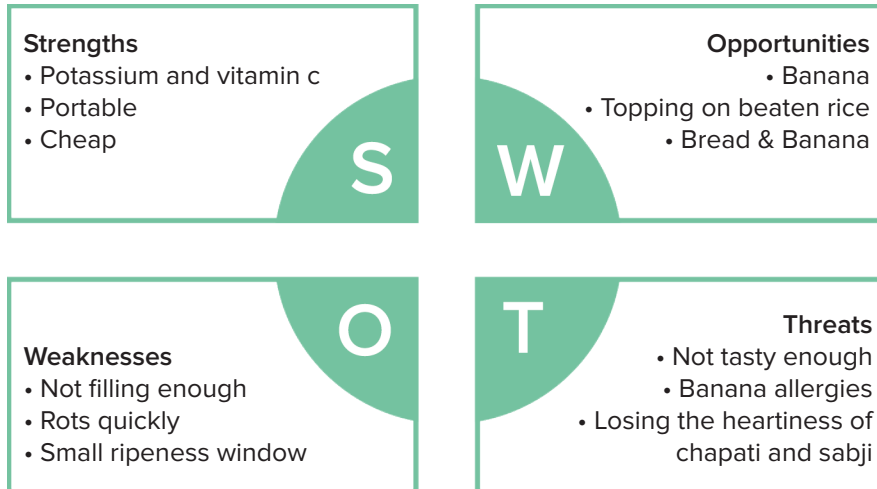 Strengths
• Potassium and vitamin c
• Portable
• Cheap
S
Opportunities
• Banana
• Topping on beaten rice
• Bread & Banana
W
Weaknesses
• Not filling enough
• Rots quickly
• Small ripeness window
O
Threats
• Not tasty enough
• Banana allergies
• Losing the heartiness of
chapati and sabji
T